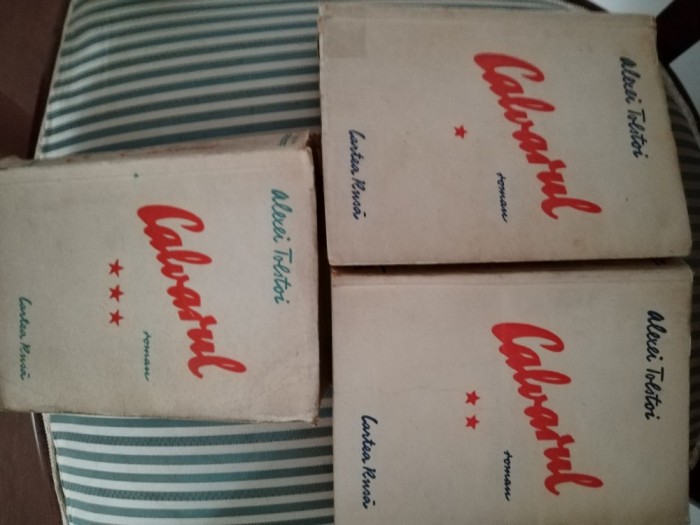 Alexei Tolstoi
Calvarul
★
roman
Cartea Rusă
Alexei Tolstoi
Calvarul
★★
roman
Cartea Rusă
Alexei Tolstoi
Calvarul
★★★
roman
Cartea Rusă